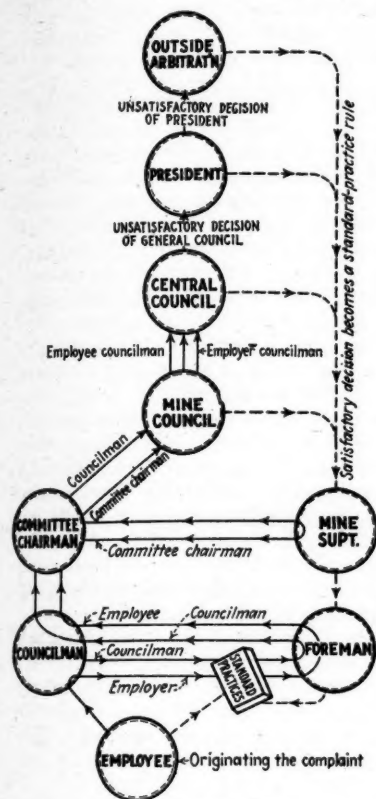 OUTSIDE
ARBITRAT'N
UNSATISFACTORY DECISION
OF PRESIDENT
PRESIDENT
UNSATISFACTORY DECISION
OF GENERAL COUNCIL
CENTRAL
COUNCIL
Employee councilman
Employer councilman
MINE
COUNCIL
Satisfactory decision becomes a standard-practice rule
Councilman
Committee chairman
COMMITTEE
CHAIRMAN
MINE
SUPT.
Committee chairman
Employee
Councilman
COUNCILMAN
Councilman
STANDARD
PRACTICES
FOREMAN
Employer
EMPLOYEE
Originating the complaint